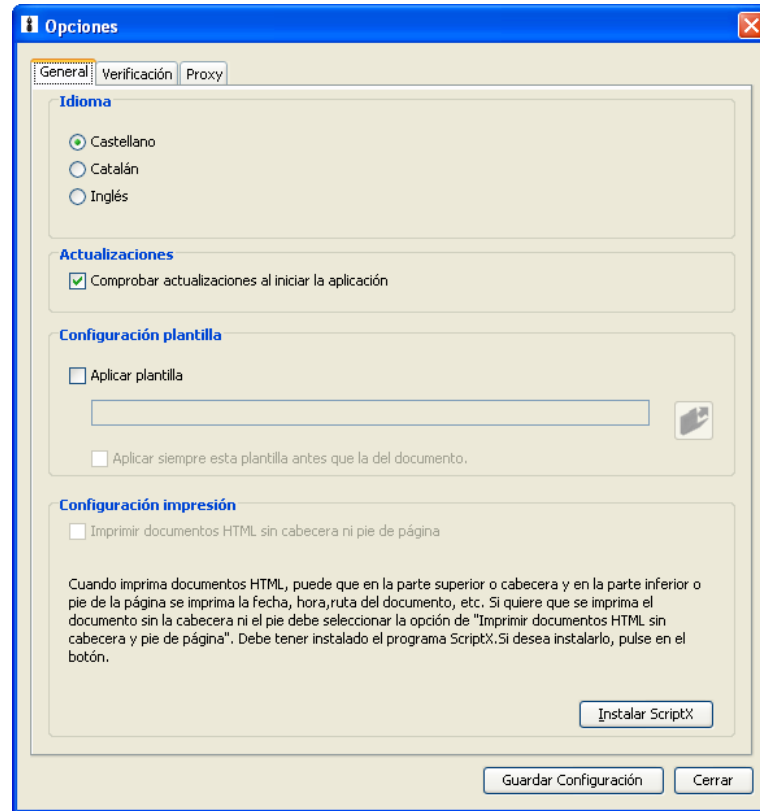 Opciones
General Verificación Proxy
Idioma
Castellano
Catalán
Inglés
Actualizaciones
Comprobar actualizaciones al iniciar la aplicación
Configuración plantilla
Aplicar plantilla
Aplicar siempre esta plantilla antes que la del documento.
Configuración impresión
Imprimir documentos HTML sin cabecera ni pie de página
Cuando imprima documentos HTML, puede que en la parte superior o cabecera y en la parte inferior o
pie de la página se imprima la fecha, hora,ruta del documento, etc. Si quiere que se imprima el
documento sin la cabecera ni el pie debe seleccionar la opción de "Imprimir documentos HTML sin
cabecera y pie de página". Debe tener instalado el programa ScriptX.Si desea instalarlo, pulse en el
botón.
Instalar ScriptX
Guardar Configuración Cerrar